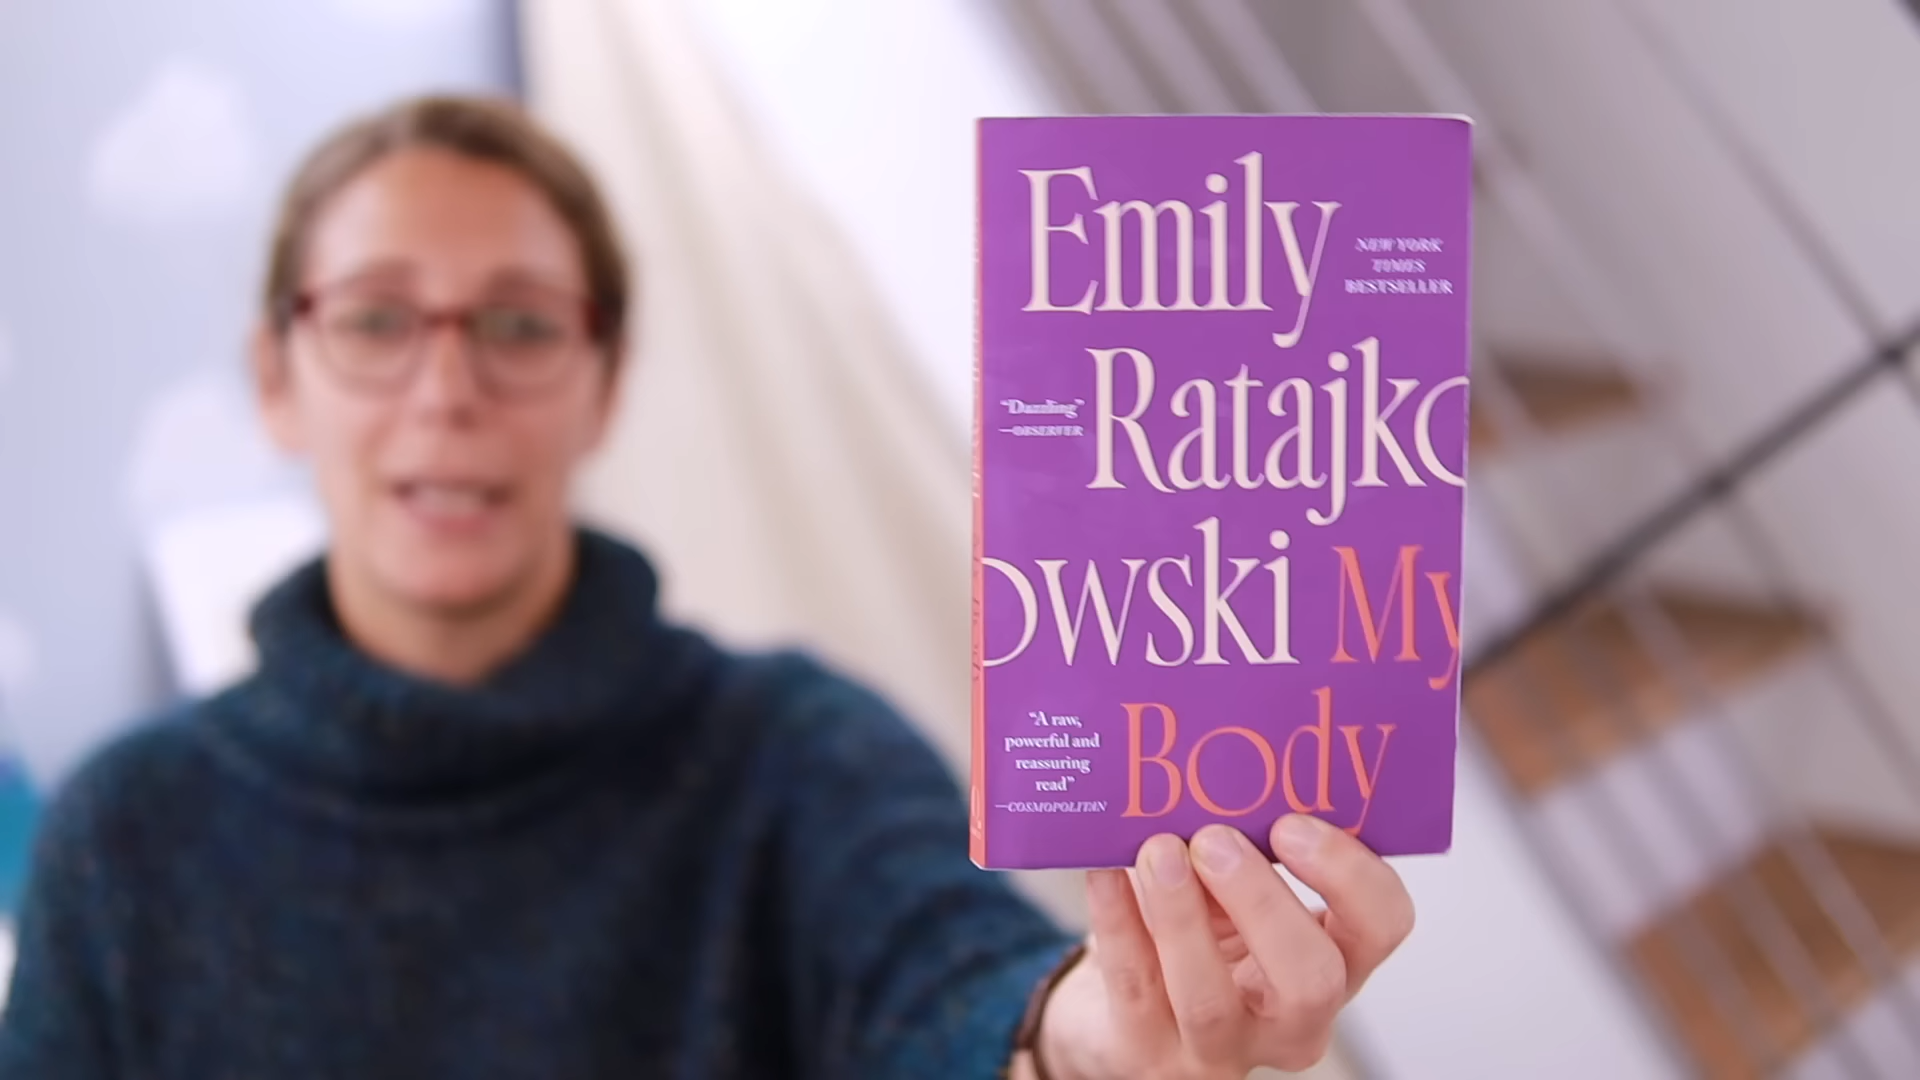 Emily
NEW YORK
TIMES
BESTSELLER
Ratajko
“Dazzling”
—OBSERVER
owski My
Body
“A raw,
powerful and
reassuring
read”
—COSMOPOLITAN